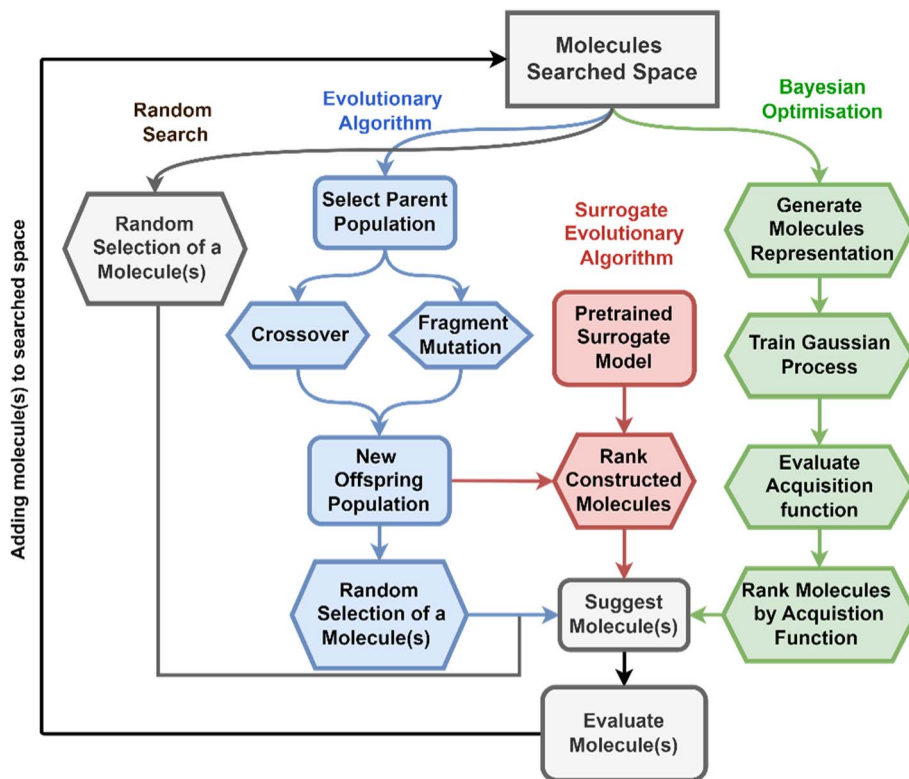 Molecules
Searched Space
Random
Search
Evolutionary
Algorithm
Bayesian
Optimisation
Adding molecule(s) to searched space
Random
Selection of a
Molecule(s)
Select Parent
Population
Surrogate
Evolutionary
Algorithm
Generate
Molecules
Representation
Crossover
Fragment
Mutation
Pretrained
Surrogate
Model
Train Gaussian
Process
New
Offspring
Population
Rank
Constructed
Molecules
Evaluate
Acquisition
function
Random
Selection of a
Molecule(s)
Suggest
Molecule(s)
Rank Molecules
by Acquistion
Function
Evaluate
Molecule(s)